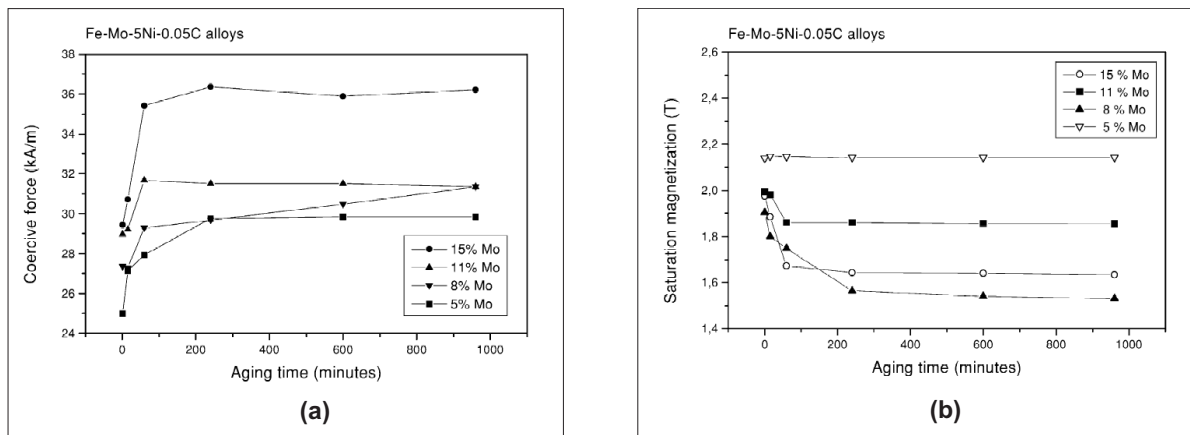 Fe-Mo-5Ni-0.05C alloys
38
36
34
32
30
28
27
26
25
24
Coercive force (kA/m)
15% Mo
11% Mo
8% Mo
5% Mo
0 200 400 600 800 1000
Aging time (minutes)
(a)
Fe-Mo-5Ni-0.05C alloys
2,6
2,4
2,2
2,0
1,8
1,6
1,4
Saturation magnetization (T)
15 % Mo
11 % Mo
8 % Mo
5 % Mo
0 200 400 600 800 1000
Aging time (minutes)
(b)